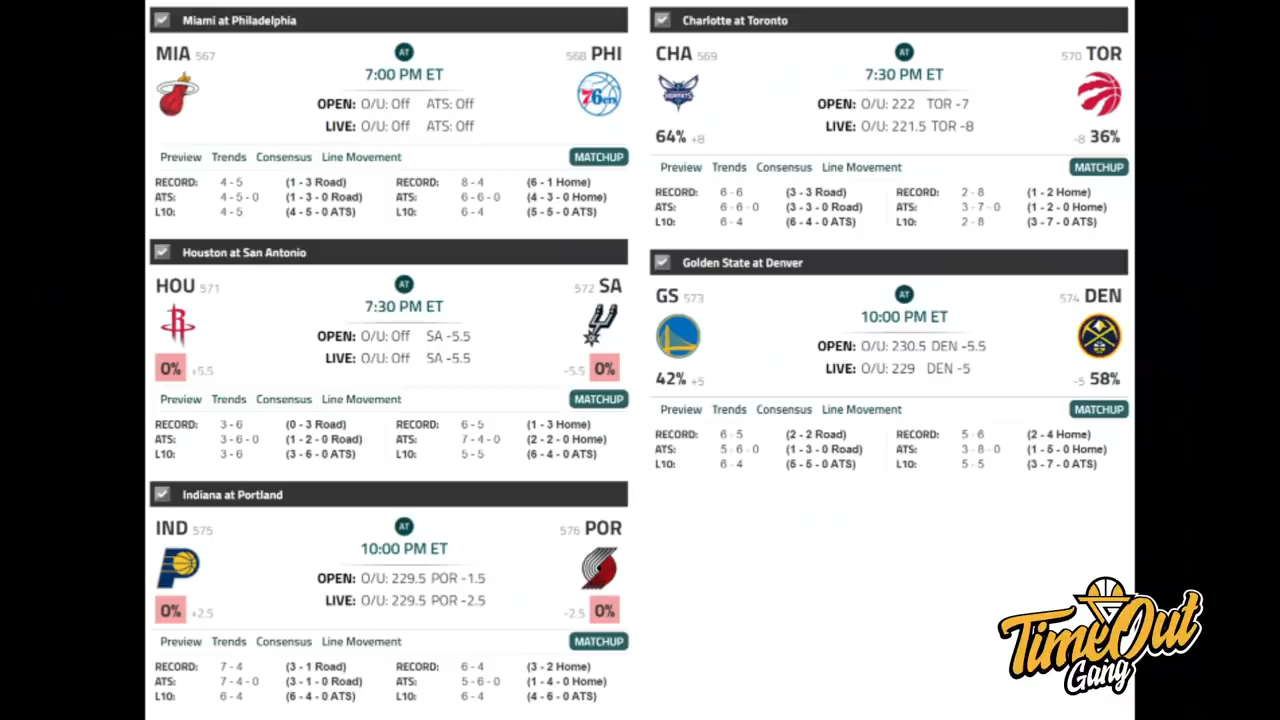 Miami at Philadelphia
MIA 567 AT 568 PHI
7:00 PM ET
76ers
OPEN: O/U: Off ATS: Off
LIVE: O/U: Off ATS: Off
Preview Trends Consensus Line Movement MATCHUP
RECORD: 4 - 5 (1 - 3 Road) RECORD: 8 - 4 (6 - 1 Home)
ATS: 4 - 5 - 0 (1 - 3 - 0 Road) ATS: 6 - 6 - 0 (4 - 3 - 0 Home)
L10: 4 - 5 (4 - 5 - 0 ATS) L10: 6 - 4 (5 - 5 - 0 ATS)
Charlotte at Toronto
CHA 569 AT 570 TOR
7:30 PM ET
HORNETS
OPEN: O/U: 222 TOR -7
LIVE: O/U: 221.5 TOR -8
64% +8 -8 36%
Preview Trends Consensus Line Movement MATCHUP
RECORD: 6 - 6 (3 - 3 Road) RECORD: 2 - 8 (1 - 2 Home)
ATS: 6 - 6 - 0 (3 - 3 - 0 Road) ATS: 3 - 7 - 0 (1 - 2 - 0 Home)
L10: 6 - 4 (6 - 4 - 0 ATS) L10: 2 - 8 (3 - 7 - 0 ATS)
Houston at San Antonio
HOU 571 AT 572 SA
7:30 PM ET
OPEN: O/U: Off SA -5.5
LIVE: O/U: Off SA -5.5
0% +5.5 -5.5 0%
Preview Trends Consensus Line Movement MATCHUP
RECORD: 3 - 6 (0 - 3 Road) RECORD: 6 - 5 (1 - 3 Home)
ATS: 3 - 6 - 0 (1 - 2 - 0 Road) ATS: 7 - 4 - 0 (2 - 2 - 0 Home)
L10: 3 - 6 (3 - 6 - 0 ATS) L10: 5 - 5 (6 - 4 - 0 ATS)
Golden State at Denver
GS 573 AT 574 DEN
10:00 PM ET
OPEN: O/U: 230.5 DEN -5.5
LIVE: O/U: 229 DEN -5
42% +5 -5 58%
Preview Trends Consensus Line Movement MATCHUP
RECORD: 6 - 5 (2 - 2 Road) RECORD: 5 - 6 (2 - 4 Home)
ATS: 5 - 6 - 0 (1 - 3 - 0 Road) ATS: 3 - 8 - 0 (1 - 5 - 0 Home)
L10: 6 - 4 (5 - 5 - 0 ATS) L10: 5 - 5 (3 - 7 - 0 ATS)
Indiana at Portland
IND 575 AT 576 POR
10:00 PM ET
OPEN: O/U: 229.5 POR -1.5
LIVE: O/U: 229.5 POR -2.5
0% +2.5 -2.5 0%
Preview Trends Consensus Line Movement MATCHUP
RECORD: 7 - 4 (3 - 1 Road) RECORD: 6 - 4 (3 - 2 Home)
ATS: 7 - 4 - 0 (3 - 1 - 0 Road) ATS: 5 - 6 - 0 (1 - 4 - 0 Home)
L10: 6 - 4 (6 - 4 - 0 ATS) L10: 6 - 4 (4 - 6 - 0 ATS)
TimeOut
Gang